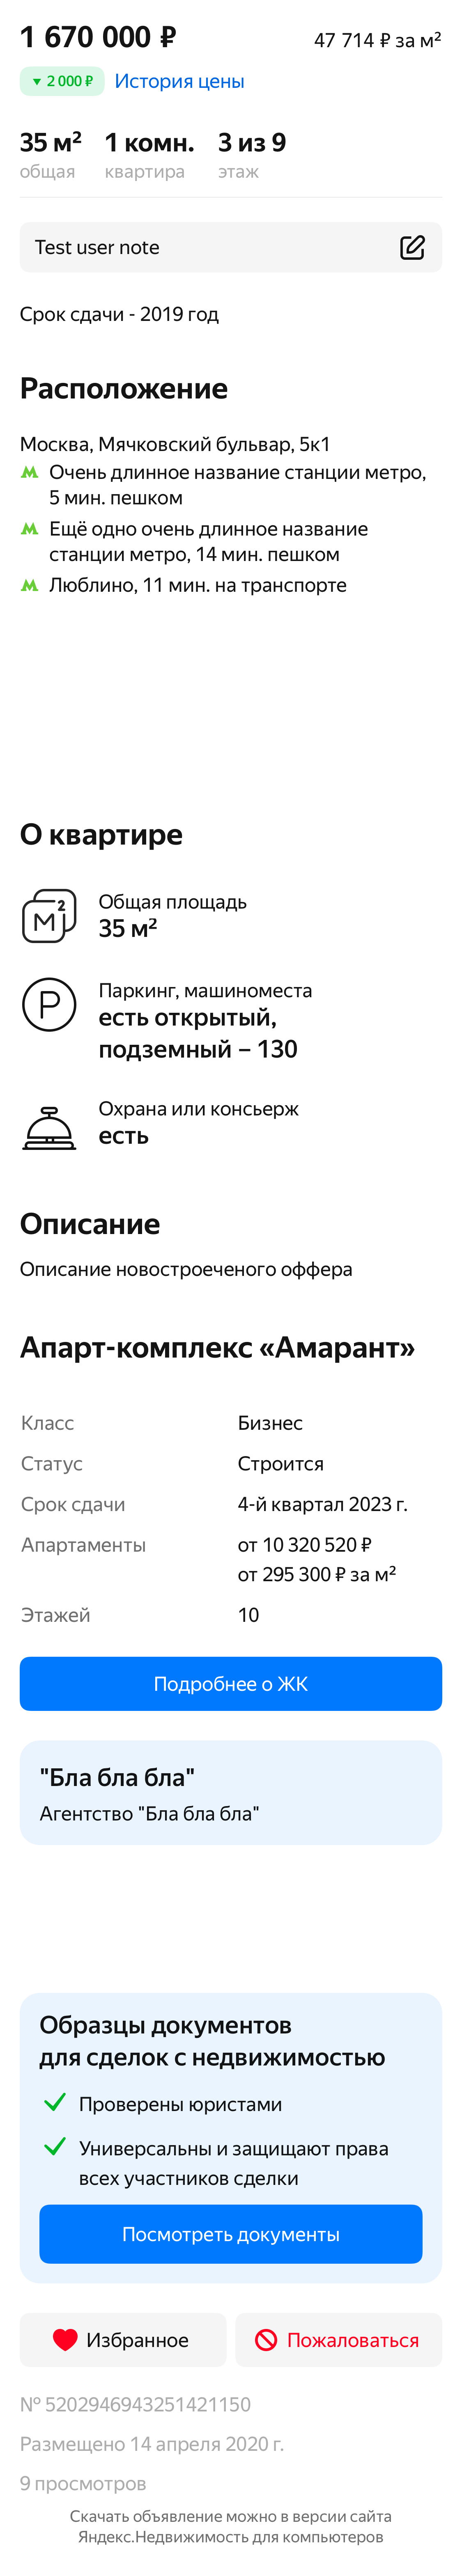 1 670 000 ₽
47 714 ₽ за м²
2 000 ₽
История цены
35 м² 1 комн. 3 из 9
общая квартира этаж
Test user note
Срок сдачи - 2019 год
Расположение
Москва, Мячковский бульвар, 5к1
Очень длинное название станции метро,
5 мин. пешком
Ещё одно очень длинное название
станции метро, 14 мин. пешком
Люблино, 11 мин. на транспорте
О квартире
М²
Общая площадь
35 м²
P
Паркинг, машиноместа
есть открытый,
подземный – 130
Охрана или консьерж
есть
Описание
Описание новостроеченого оффера
Апарт-комплекс «Амарант»
Класс Бизнес
Статус Строится
Срок сдачи 4-й квартал 2023 г.
Апартаменты от 10 320 520 ₽
от 295 300 ₽ за м²
Этажей 10
Подробнее о ЖК
"Бла бла бла"
Агентство "Бла бла бла"
Образцы документов
для сделок с недвижимостью
Проверены юристами
Универсальны и защищают права
всех участников сделки
Посмотреть документы
Избранное
Пожаловаться
№ 5202946943251421150
Размещено 14 апреля 2020 г.
9 просмотров
Скачать объявление можно в версии сайта
Яндекс.Недвижимость для компьютеров